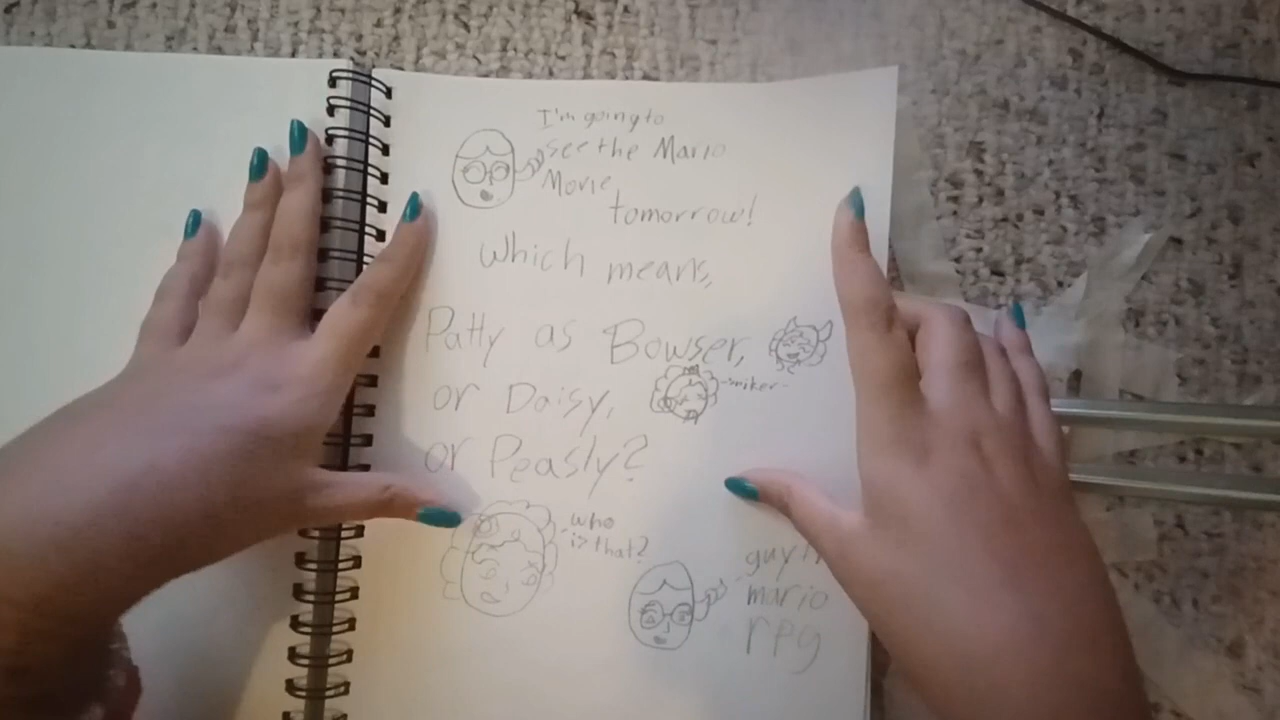 I'm going to
see the Mario
Movie
tomorrow!
Which means,
Patty as Bowser,
or Daisy,
or Peasly?
who
is that?
guy
mario
rpg